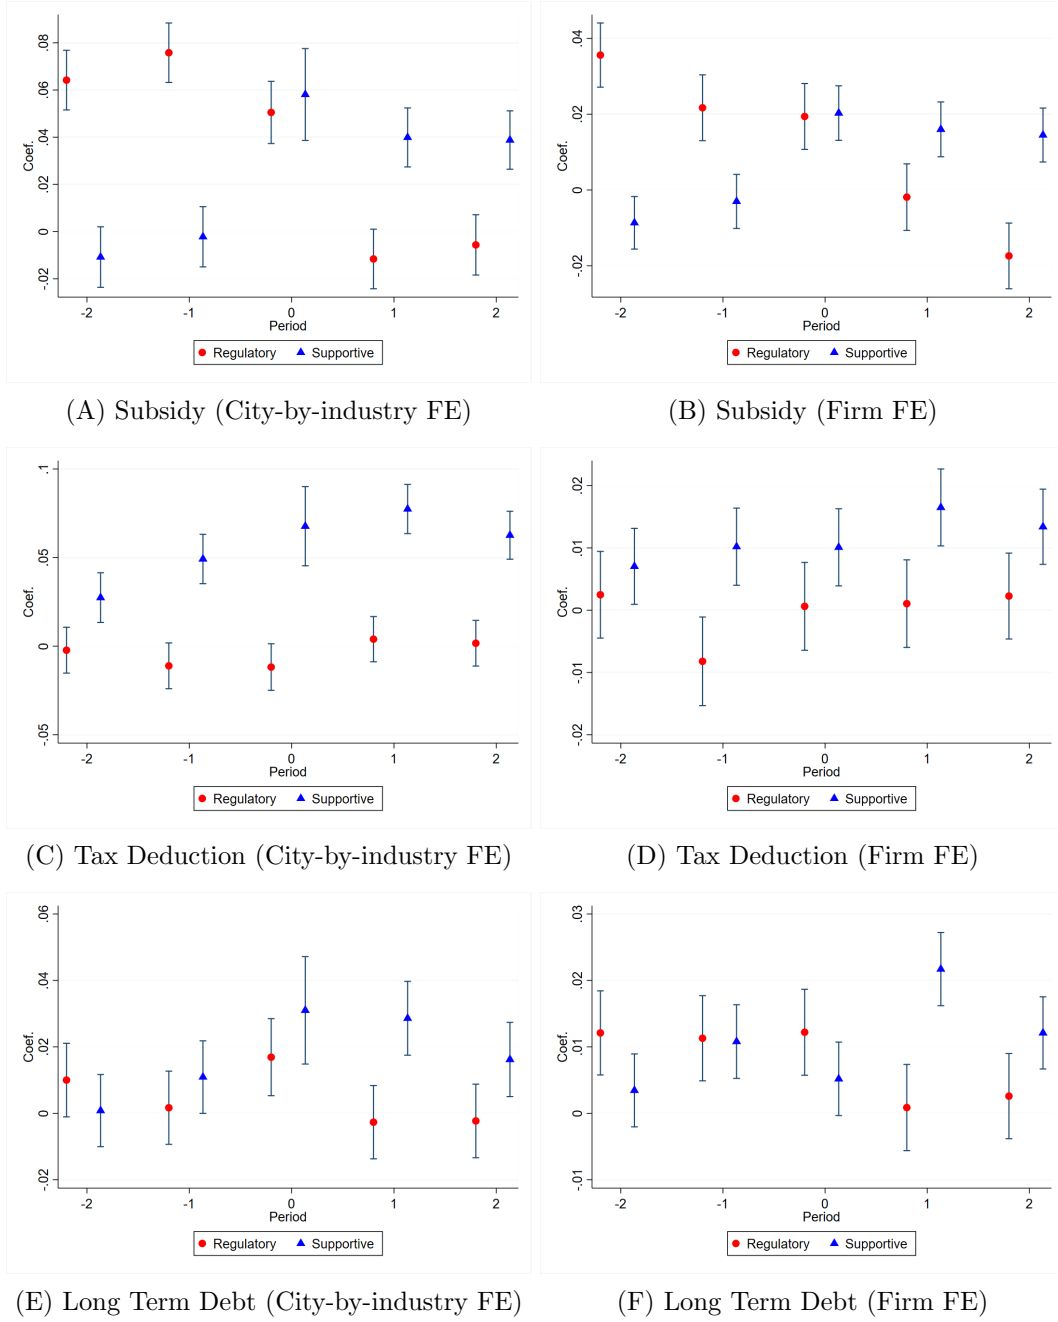 .08
.06
.04
.02
0
-.02
Coef.
-2 -1 0 1 2
Period
Regulatory Supportive
.04
.02
0
-.02
Coef.
-2 -1 0 1 2
Period
Regulatory Supportive
(A) Subsidy (City-by-industry FE)
(B) Subsidy (Firm FE)
.1
.05
0
-.05
Coef.
-2 -1 0 1 2
Period
Regulatory Supportive
.02
.01
0
-.01
-.02
Coef.
-2 -1 0 1 2
Period
Regulatory Supportive
(C) Tax Deduction (City-by-industry FE)
(D) Tax Deduction (Firm FE)
.06
.04
.02
0
-.02
Coef.
-2 -1 0 1 2
Period
Regulatory Supportive
.03
.02
.01
0
-.01
Coef.
-2 -1 0 1 2
Period
Regulatory Supportive
(E) Long Term Debt (City-by-industry FE)
(F) Long Term Debt (Firm FE)